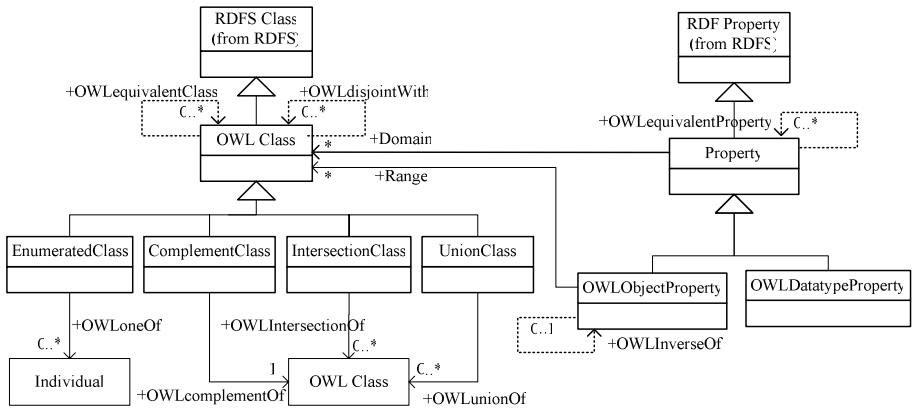 RDFS Class
(from RDFS)
RDF Property
(from RDFS)
+OWLequivalentClass
+OWLdisjointWith
0..*
0..*
+OWLequivalentProperty
0..*
OWL Class
*
+Domain
Property
*
+Range
EnumeratedClass
ComplementClass
IntersectionClass
UnionClass
OWLObjectProperty
OWLDatatypeProperty
+OWLoneOf
+OWLIntersectionOf
0..1
+OWLInverseOf
0..*
0..*
Individual
1
OWL Class
0..*
+OWLcomplementOf
+OWLunionOf